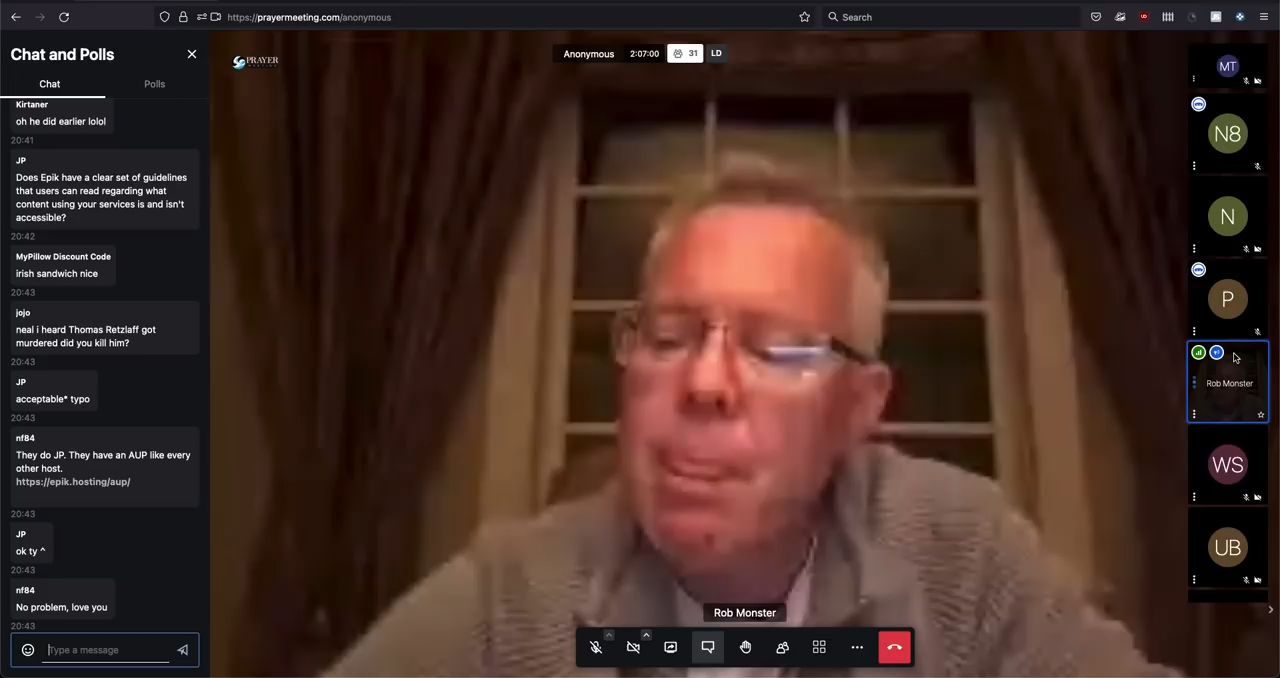 https://prayermeeting.com/anonymous
Search
Chat and Polls
Chat
Polls
Kirtaner
oh he did earlier lolol
20:41
JP
Does Epik have a clear set of guidelines
that users can read regarding what
content using your services is and isn't
accessible?
20:42
MyPillow Discount Code
irish sandwich nice
20:43
jojo
neal i heard Thomas Retzlaff got
murdered did you kill him?
20:43
JP
acceptable* typo
20:43
nf84
They do JP. They have an AUP like every
other host.
https://epik.hosting/aup/
20:43
JP
ok ty ^
20:43
nf84
No problem, love you
20:43
Type a message
PRAYER
Anonymous
2:07:00
31
LD
Rob Monster
MT
N8
N
P
Rob Monster
WS
UB